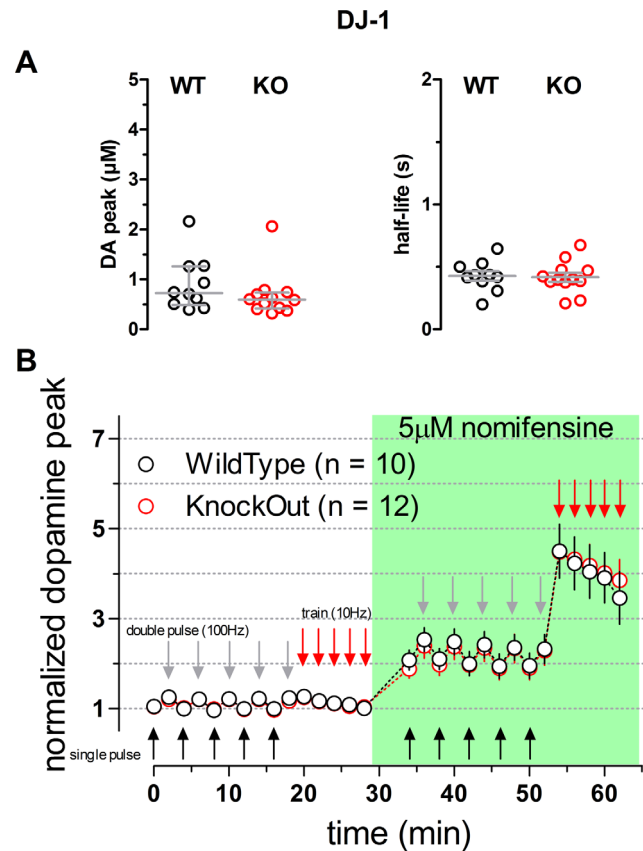 DJ-1
A
WT KO
DA peak (µM)
5
4
3
2
1
0
WT KO
half-life (s)
2
1
0
B
5µM nomifensine
WildType (n = 10)
KnockOut (n = 12)
normalized dopamine peak
7
5
3
1
double pulse (100Hz)
train (10Hz)
single pulse
0 10 20 30 40 50 60
time (min)